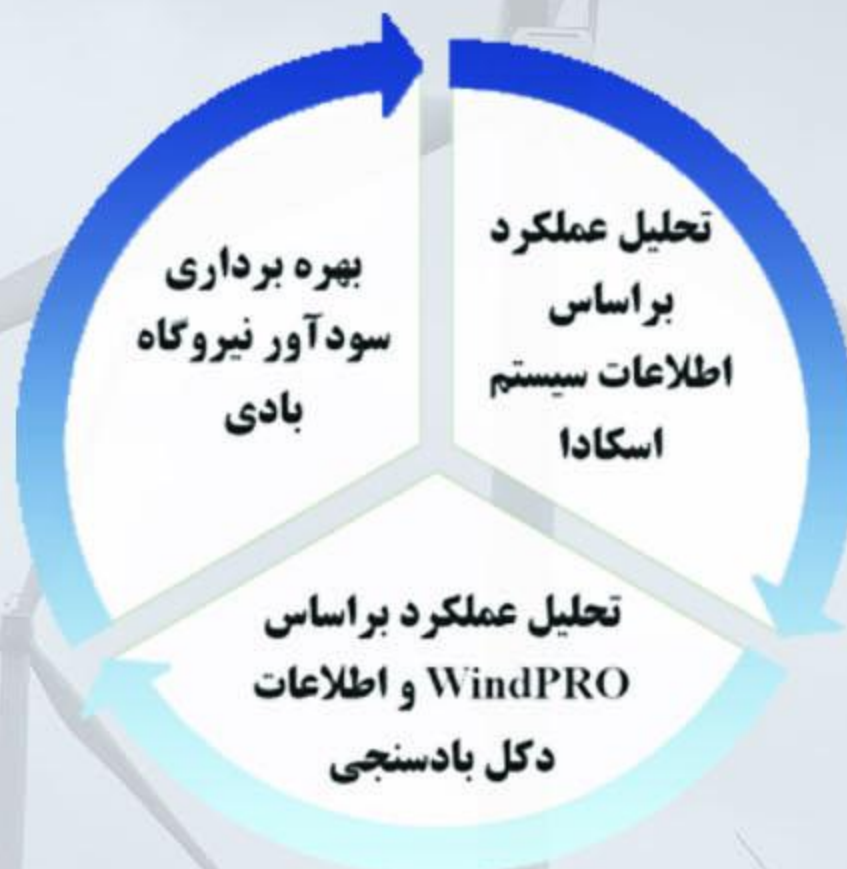 تحلیل عملکرد
براساس
اطلاعات سیستم
اسکادا
تحلیل عملکرد براساس
WindPRO و اطلاعات
دکل بادسنجی
بهره برداری
سودآور نیروگاه
بادی